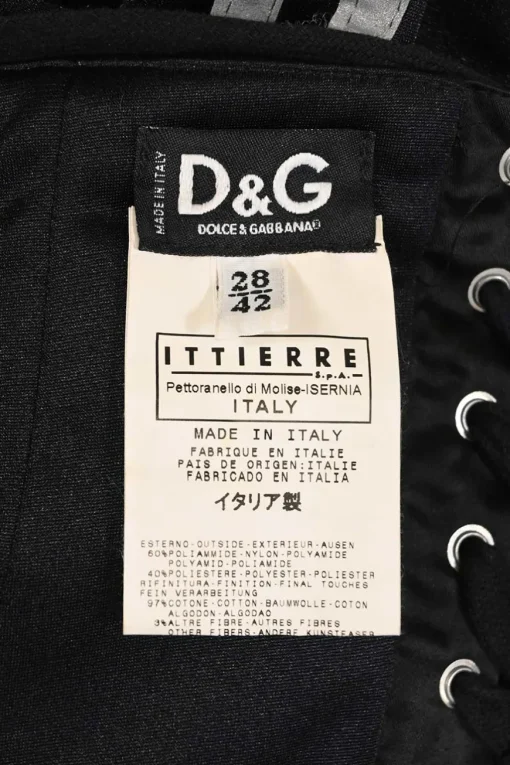 MADE IN ITALY
D&G
DOLCE & GABBANA®
28
42
ITTIERRE
S.p.A.
Pettoranello di Molise-ISERNIA
ITALY
MADE IN ITALY
FABRIQUE EN ITALIE
PAIS DE ORIGEN:ITALIE
FABRICADO EN ITALIA
イタリア製
ESTERNO-OUTSIDE-EXTERIEUR-AUSEN
60%POLIAMMIDE-NYLON-POLYAMIDE
POLYAMID-POLIAMIDE
40%POLIESTERE-POLYESTER-POLIESTER
RIFINITURA-FINITION-FINAL TOUCHES
FEIN VERARBEITUNG
97%COTONE-COTTON-BAUMWOLLE-COTON
ALGODON-ALGODAO
3%ALTRE FIBRE-AUTRES FIBRES
OTHER FIBERS-ANDERE KUNSTFASER